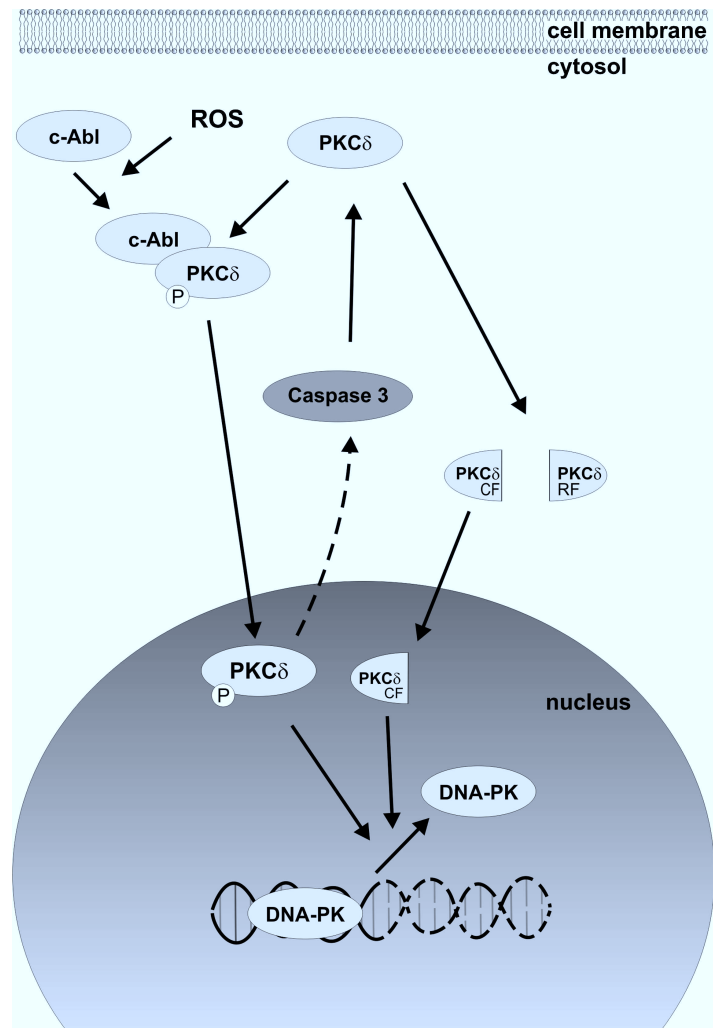 cell membrane
cytosol
ROS
c-Abl
PKCδ
c-Abl
PKCδ
P
Caspase 3
PKCδ
CF
PKCδ
RF
PKCδ
P
PKCδ
CF
nucleus
DNA-PK
DNA-PK